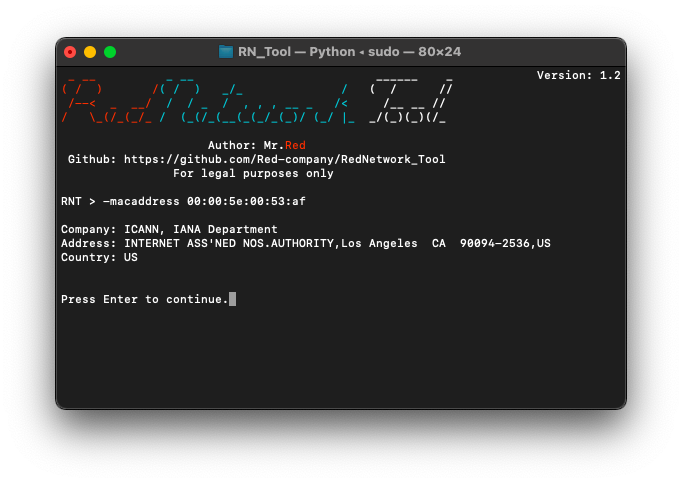 RN_Tool — Python ◂ sudo — 80×24
Version: 1.2
RedNetwork Tool
Author: Mr.Red
Github: https://github.com/Red-company/RedNetwork_Tool
For legal purposes only
RNT > -macaddress 00:00:5e:00:53:af
Company: ICANN, IANA Department
Address: INTERNET ASS'NED NOS.AUTHORITY,Los Angeles  CA  90094-2536,US
Country: US
Press Enter to continue.